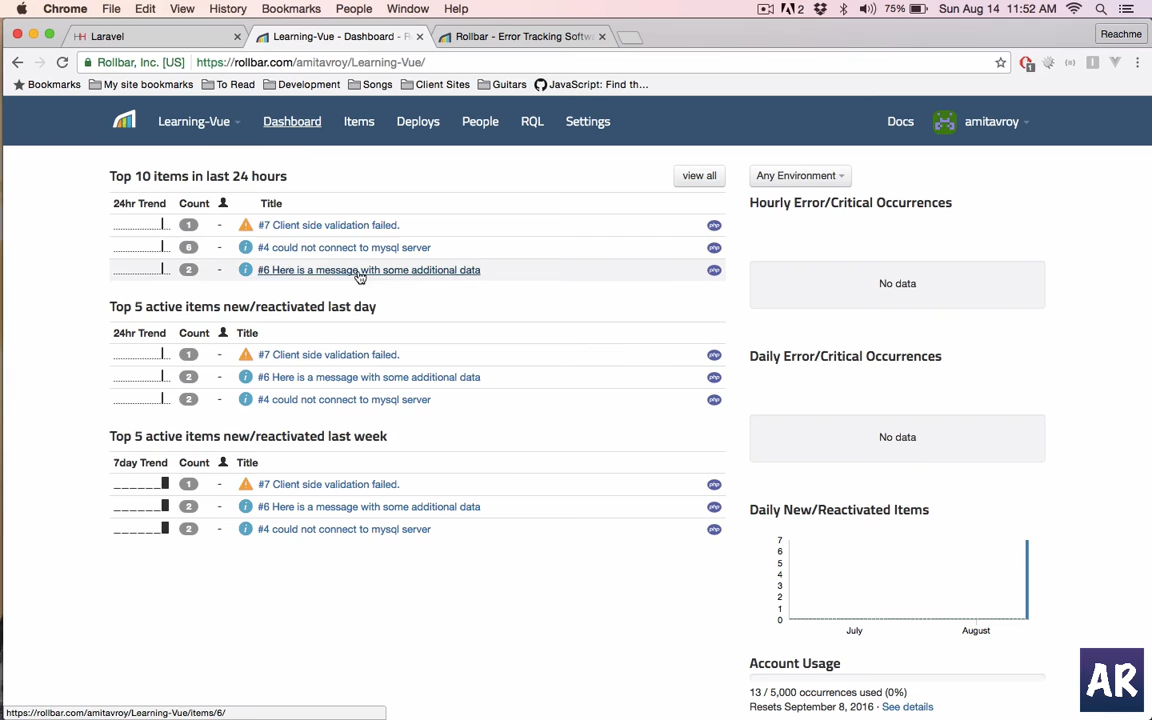 Chrome File Edit View History Bookmarks People Window Help 2 75% Sun Aug 14 11:52 AM
Laravel Learning-Vue - Dashboard - R Rollbar - Error Tracking Softw Reachme
Rollbar, Inc. [US] https://rollbar.com/amitavroy/Learning-Vue/
Bookmarks My site bookmarks To Read Development Songs Client Sites Guitars JavaScript: Find th...
Learning-Vue Dashboard Items Deploys People RQL Settings Docs amitavroy
Top 10 items in last 24 hours view all
24hr Trend Count Title
1 - #7 Client side validation failed. php
6 - #4 could not connect to mysql server php
2 - #6 Here is a message with some additional data php
Top 5 active items new/reactivated last day
24hr Trend Count Title
1 - #7 Client side validation failed. php
2 - #6 Here is a message with some additional data php
2 - #4 could not connect to mysql server php
Top 5 active items new/reactivated last week
7day Trend Count Title
1 - #7 Client side validation failed. php
2 - #6 Here is a message with some additional data php
2 - #4 could not connect to mysql server php
Any Environment
Hourly Error/Critical Occurrences
No data
Daily Error/Critical Occurrences
No data
Daily New/Reactivated Items
7
6
5
4
3
2
1
0
July August
Account Usage
13 / 5,000 occurrences used (0%)
Resets September 8, 2016 - See details
AR
https://rollbar.com/amitavroy/Learning-Vue/items/6/